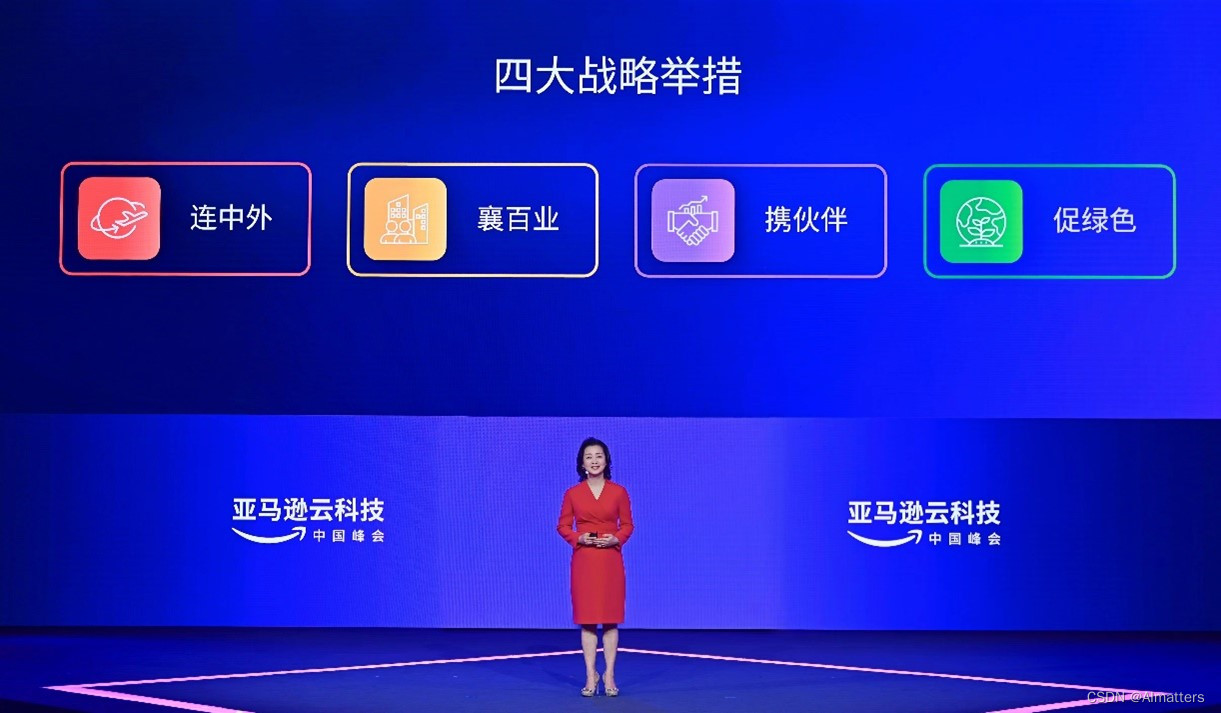 四大战略举措
连中外
襄百业
携伙伴
促绿色
亚马逊云科技
中国峰会
亚马逊云科技
中国峰会
CSDN @AImatters